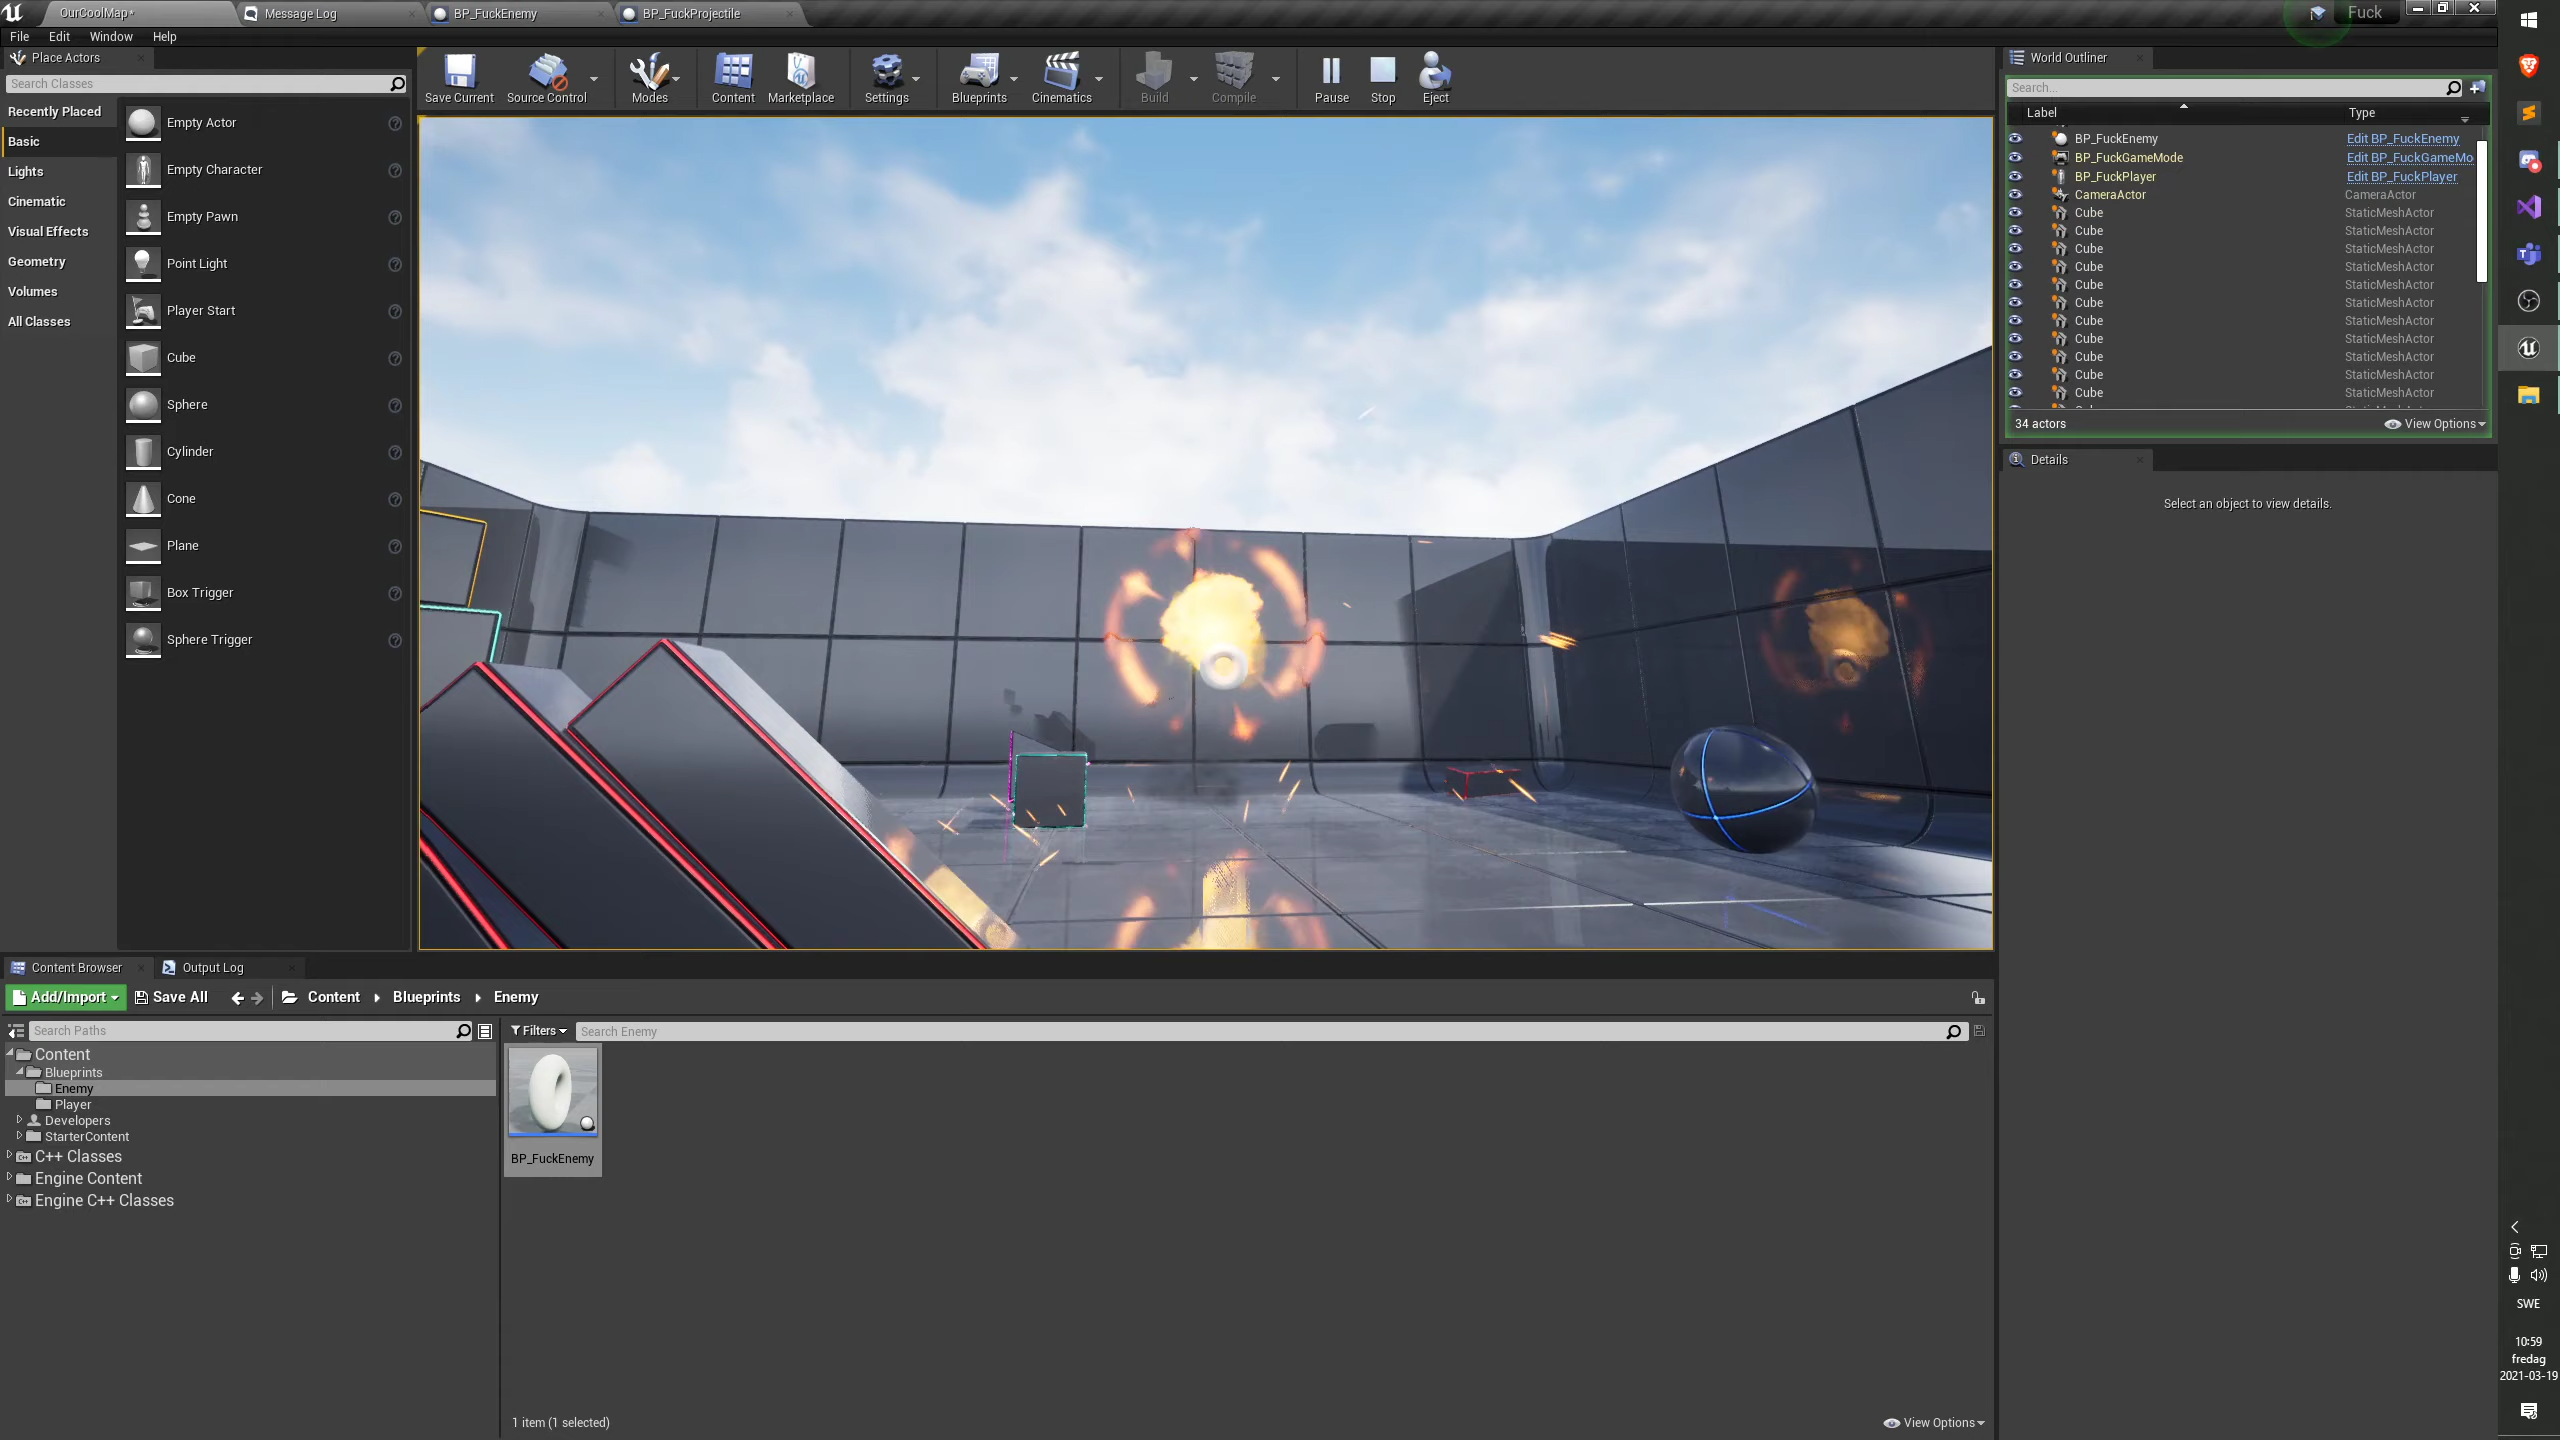 OurCoolMap*
Message Log
BP_FuckEnemy
BP_FuckProjectile
Fuck
File
Edit
Window
Help
Place Actors
World Outliner
Search Classes
Recently Placed
Basic
Lights
Cinematic
Visual Effects
Geometry
Volumes
All Classes
Empty Actor
Empty Character
Empty Pawn
Point Light
Player Start
Cube
Sphere
Cylinder
Cone
Plane
Box Trigger
Sphere Trigger
Save Current
Source Control
Modes
Content
Marketplace
Settings
Blueprints
Cinematics
Build
Compile
Pause
Stop
Eject
Search...
Label
Type
BP_FuckEnemy
Edit BP_FuckEnemy
BP_FuckGameMode
Edit BP_FuckGameMo
BP_FuckPlayer
Edit BP_FuckPlayer
CameraActor
CameraActor
Cube
StaticMeshActor
Cube
StaticMeshActor
Cube
StaticMeshActor
Cube
StaticMeshActor
Cube
StaticMeshActor
Cube
StaticMeshActor
Cube
StaticMeshActor
Cube
StaticMeshActor
Cube
StaticMeshActor
Cube
StaticMeshActor
Cube
StaticMeshActor
34 actors
View Options
Details
Select an object to view details.
Content Browser
Output Log
Add/Import
Save All
Content
Blueprints
Enemy
Search Paths
Filters
Search Enemy
Content
Blueprints
Enemy
Player
Developers
StarterContent
C++ Classes
Engine Content
Engine C++ Classes
BP_FuckEnemy
1 item (1 selected)
View Options
SWE
10:59
fredag
2021-03-19